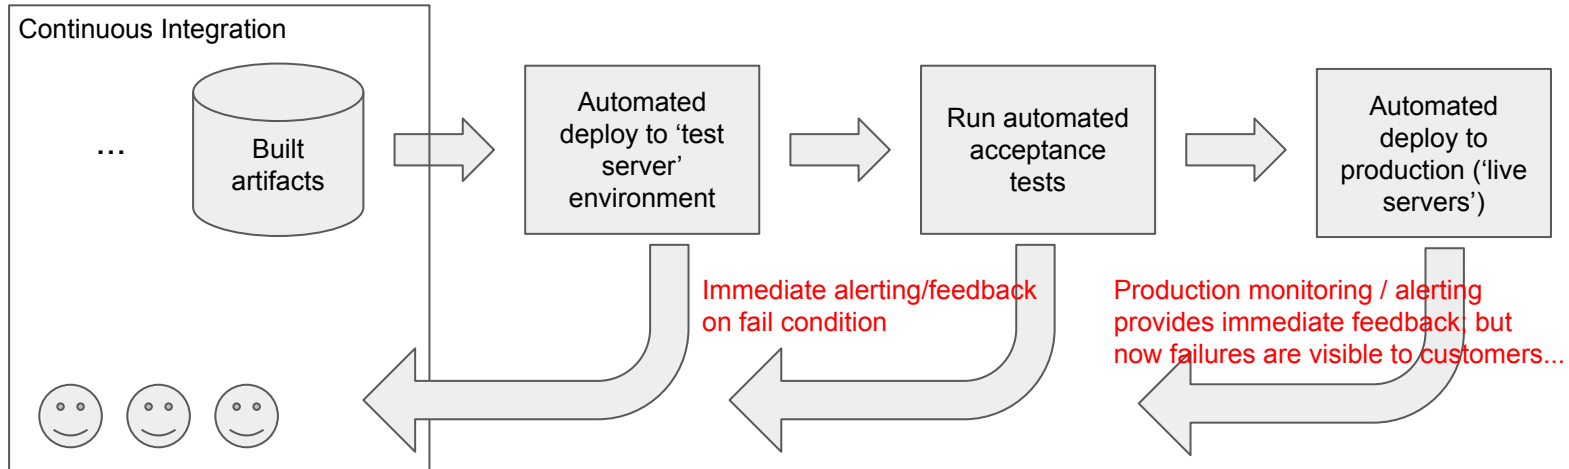 Continuous Integration
...
Built
artifacts
Automated
deploy to ‘test
server’
environment
Run automated
acceptance
tests
Automated
deploy to
production (‘live
servers’)
Immediate alerting/feedback
on fail condition
Production monitoring / alerting
provides immediate feedback; but
now failures are visible to customers...